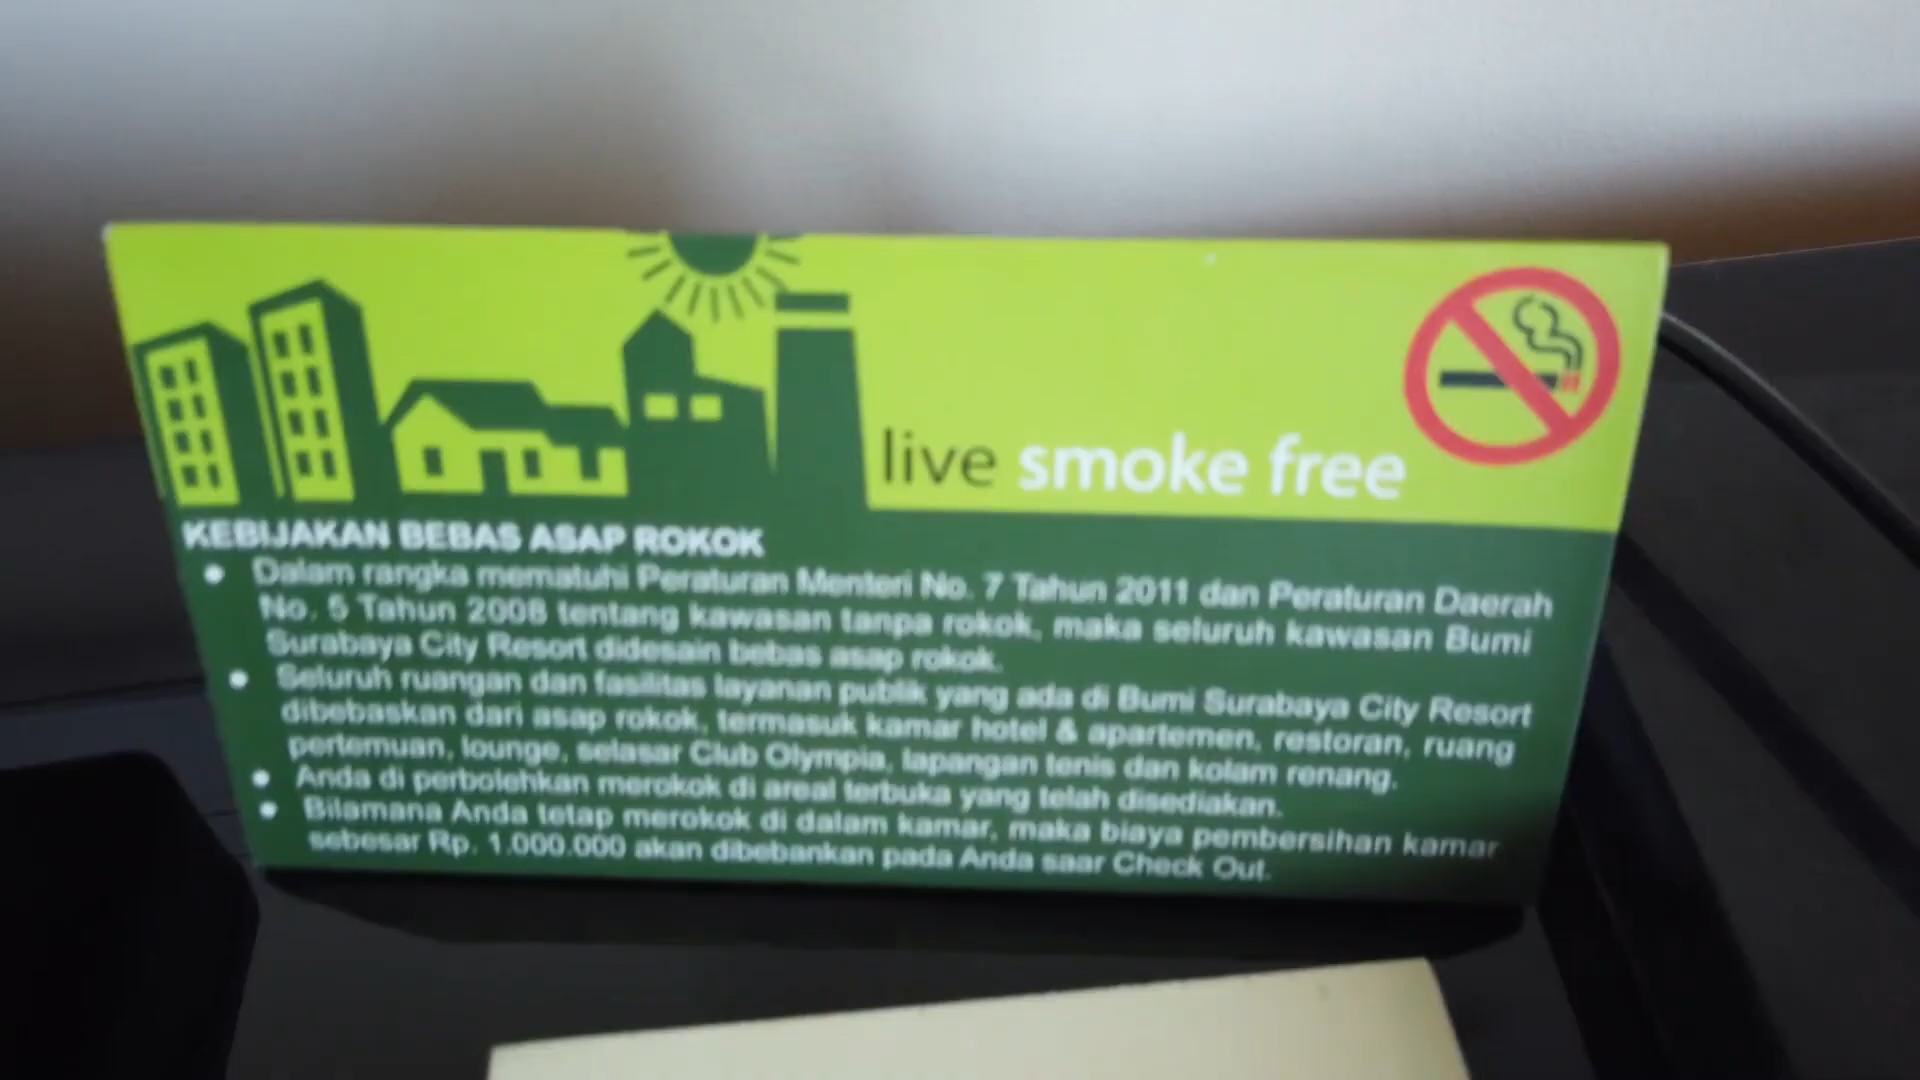 live smoke free
KEBIJAKAN BEBAS ASAP ROKOK
• Dalam rangka mematuhi Peraturan Menteri No. 7 Tahun 2011 dan Peraturan Daerah
No. 5 Tahun 2008 tentang kawasan tanpa rokok, maka seluruh kawasan Bumi
Surabaya City Resort didesain bebas asap rokok.
• Seluruh ruangan dan fasilitas layanan publik yang ada di Bumi Surabaya City Resort
dibebaskan dari asap rokok, termasuk kamar hotel & apartemen, restoran, ruang
pertemuan, lounge, selasar Club Olympia, lapangan tenis dan kolam renang.
• Anda di perbolehkan merokok di areal terbuka yang telah disediakan.
• Bilamana Anda tetap merokok di dalam kamar, maka biaya pembersihan kamar
sebesar Rp. 1.000.000 akan dibebankan pada Anda saar Check Out.